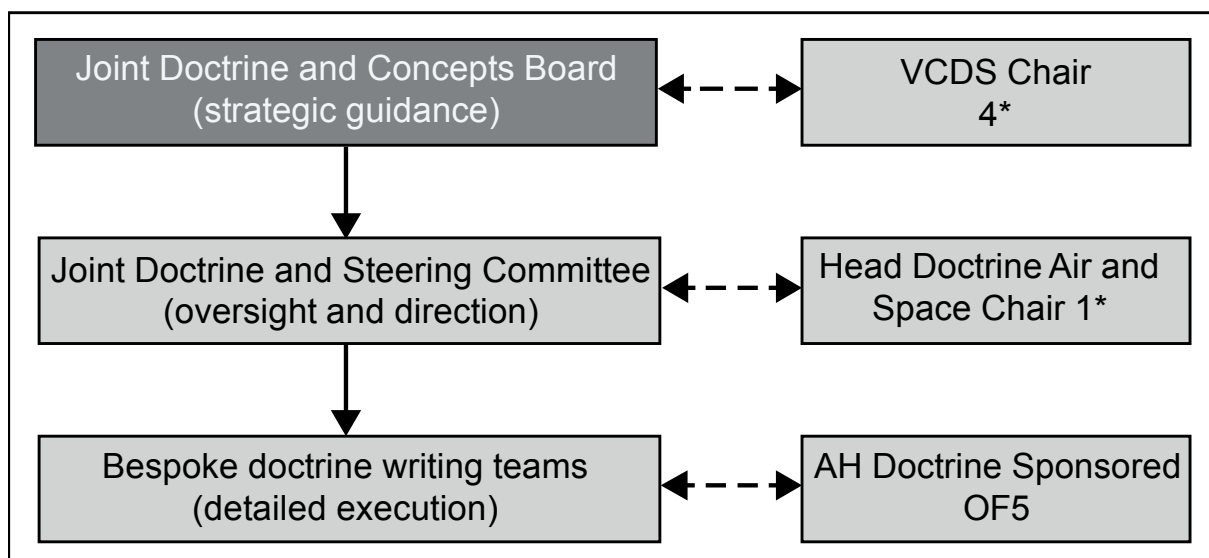 Joint Doctrine and Concepts Board
(strategic guidance)
VCDS Chair
4*
Joint Doctrine and Steering Committee
(oversight and direction)
Head Doctrine Air and
Space Chair 1*
Bespoke doctrine writing teams
(detailed execution)
AH Doctrine Sponsored
OF5